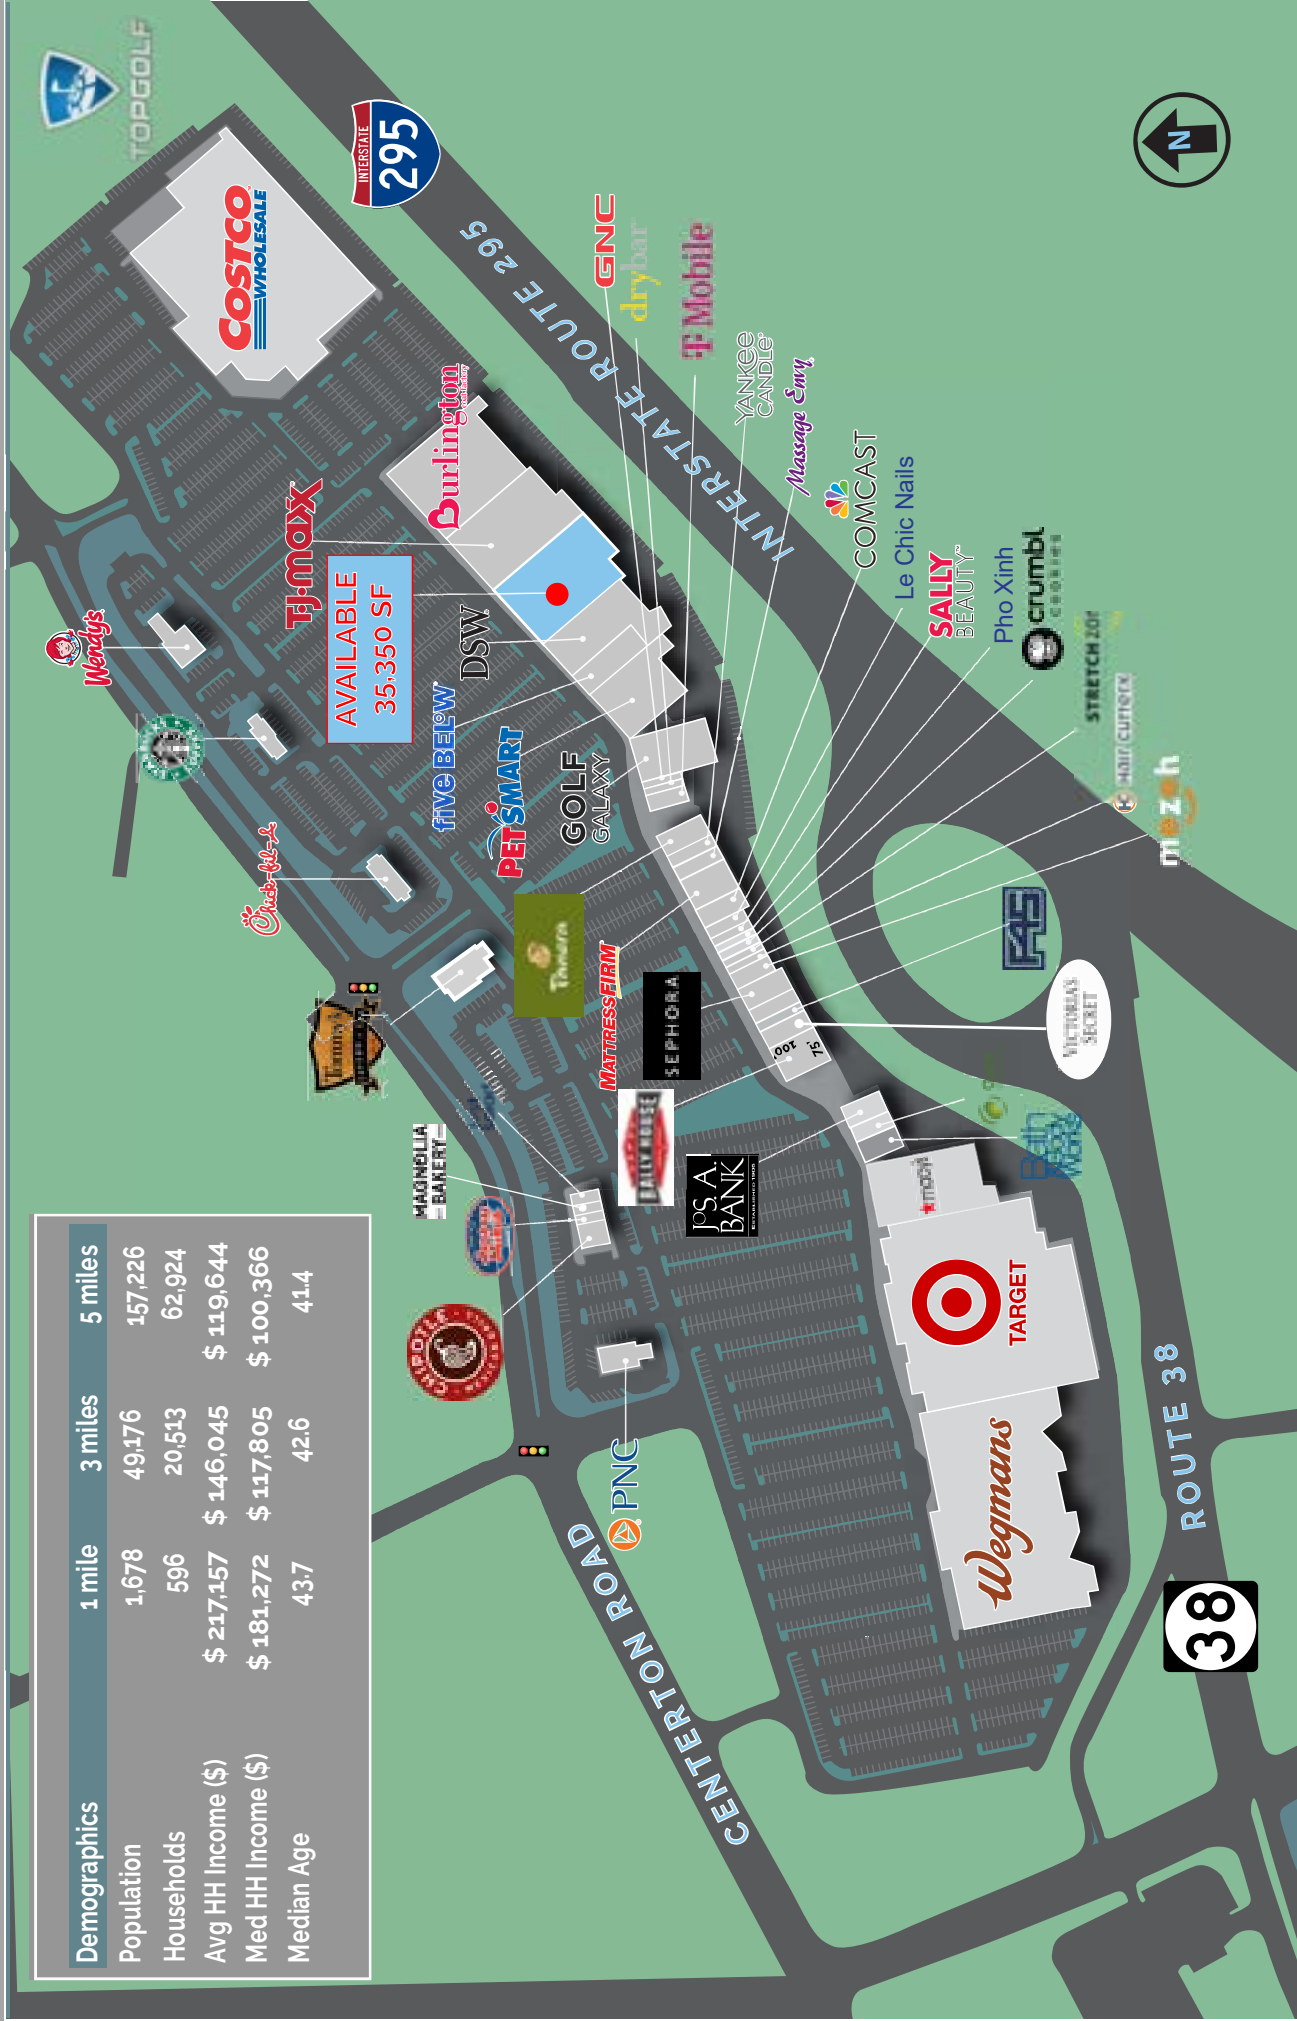 Demographics 1 mile 3 miles 5 miles
Population 1,678 49,176 157,226
Households 596 20,513 62,924
Avg HH Income ($) $ 217,157 $ 146,045 $ 119,644
Med HH Income ($) $ 181,272 $ 117,805 $ 100,366
Median Age 43.7 42.6 41.4
TOPGOLF
COSTCO
WHOLESALE
INTERSTATE
295
Wendy's
Chick-fil-A
T.J.maxx
Burlington
AVAILABLE
35,350 SF
DSW
five BELOW
PETSMART
GOLF
GALAXY
Panera
MATTRESSFIRM
SEPHORA
MAGNOLIA
BAKERY
CHIPOTLE
PNC
JOS. A.
BANK
ESTABLISHED 1905
100'
75'
GNC
drybar
T Mobile
YANKEE
CANDLE
Massage Envy
COMCAST
Le Chic Nails
SALLY
BEAUTY
Pho Xinh
crumbl
COOKIES
STRETCH
Hair Cuttery
F45
VICTORIA'S
SECRET
TARGET
Wegmans
INTERSTATE ROUTE 295
CENTERTON ROAD
ROUTE 38
38
N